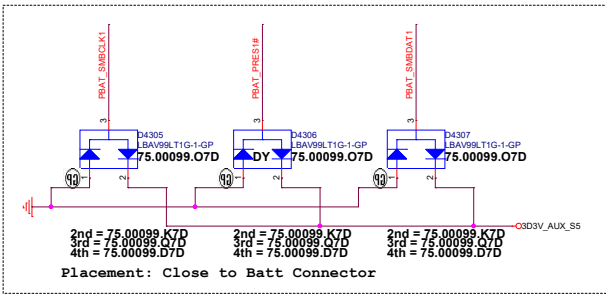 PBAT_SMBCLK1
PBAT_PRES1#
PBAT_SMBDAT1
3
3
3
D4305
LBAV99LT1G-1-GP
75.00099.O7D
D4306
LBAV99LT1G-1-GP
DY
75.00099.O7D
D4307
LBAV99LT1G-1-GP
75.00099.O7D
1
2
1
2
1
2
3D3V_AUX_S5
2nd = 75.00099.K7D
3rd = 75.00099.Q7D
4th = 75.00099.D7D
2nd = 75.00099.K7D
3rd = 75.00099.Q7D
4th = 75.00099.D7D
2nd = 75.00099.K7D
3rd = 75.00099.Q7D
4th = 75.00099.D7D
Placement: Close to Batt Connector